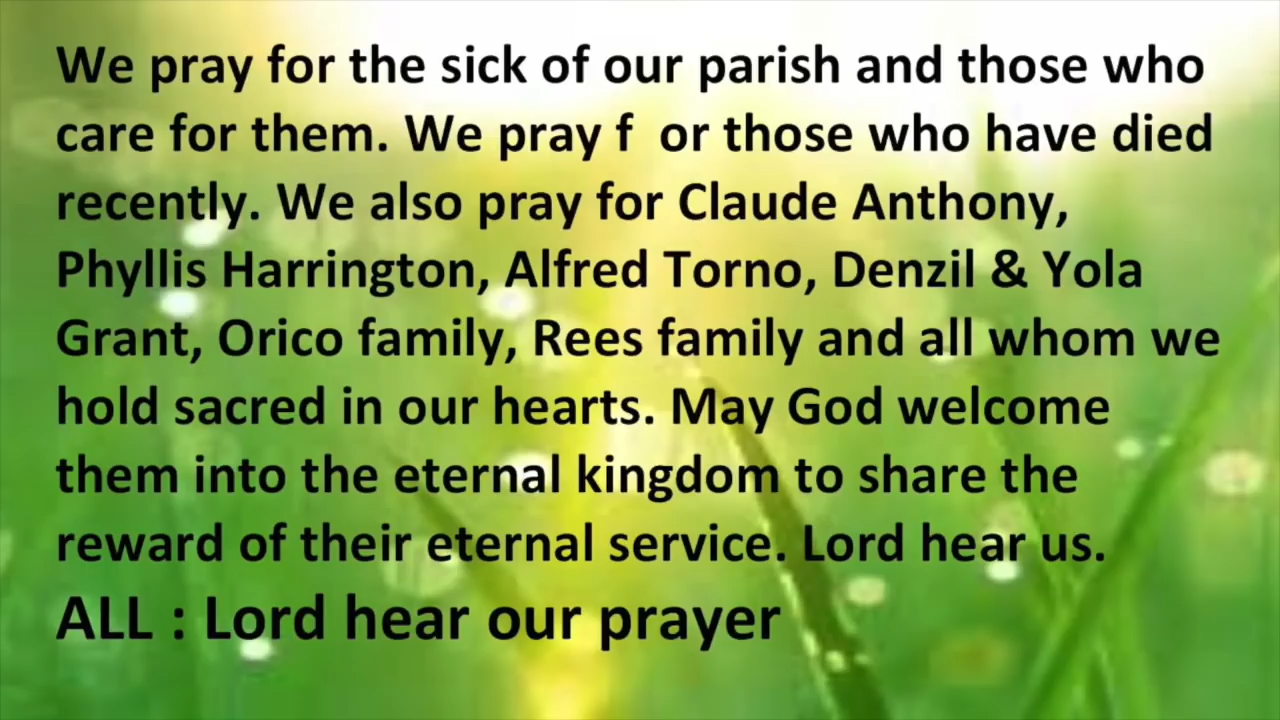 We pray for the sick of our parish and those who
care for them. We pray f  or those who have died
recently. We also pray for Claude Anthony,
Phyllis Harrington, Alfred Torno, Denzil & Yola
Grant, Orico family, Rees family and all whom we
hold sacred in our hearts. May God welcome
them into the eternal kingdom to share the
reward of their eternal service. Lord hear us.
ALL : Lord hear our prayer